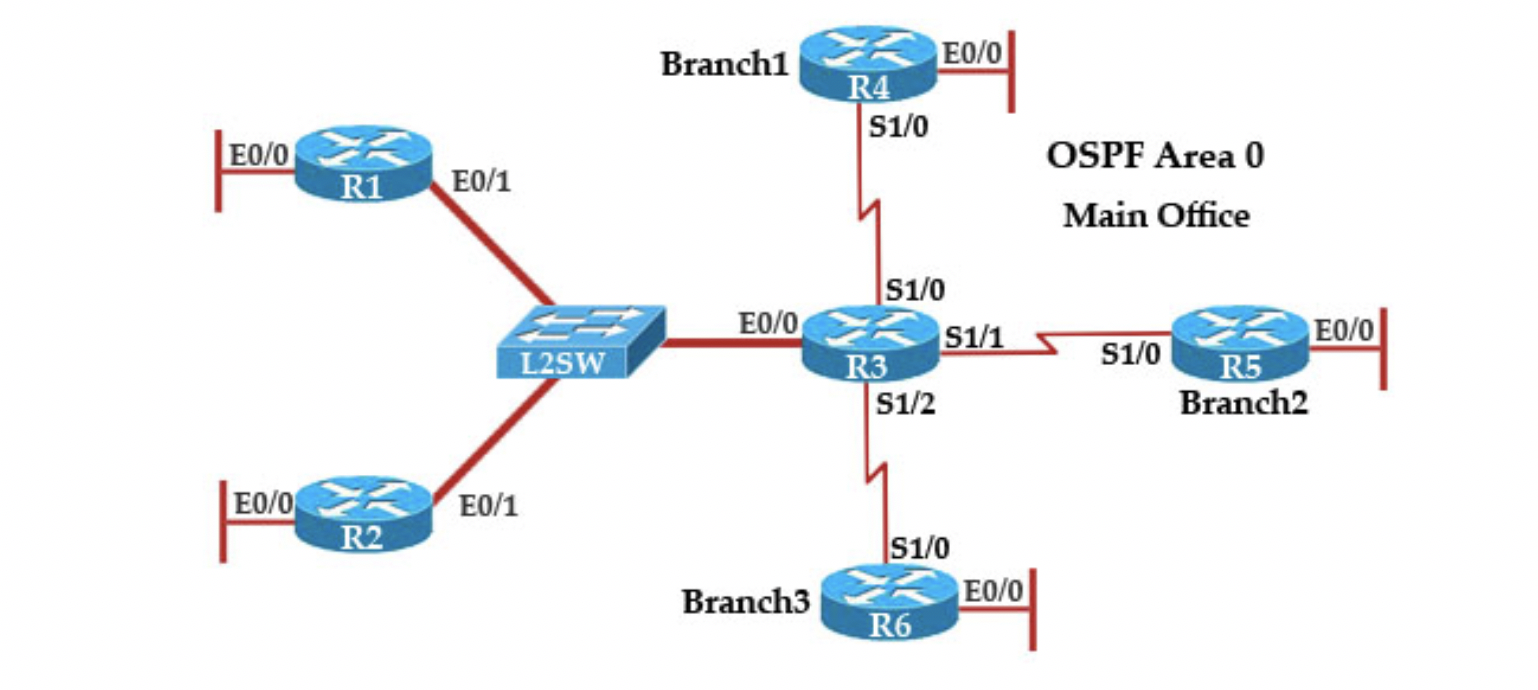 Branch1
R4
E0/0
S1/0
OSPF Area 0
Main Office
E0/0
R1
E0/1
L2SW
E0/0
R3
S1/0
S1/1
S1/2
S1/0
R5
E0/0
Branch2
E0/0
R2
E0/1
S1/0
Branch3
R6
E0/0